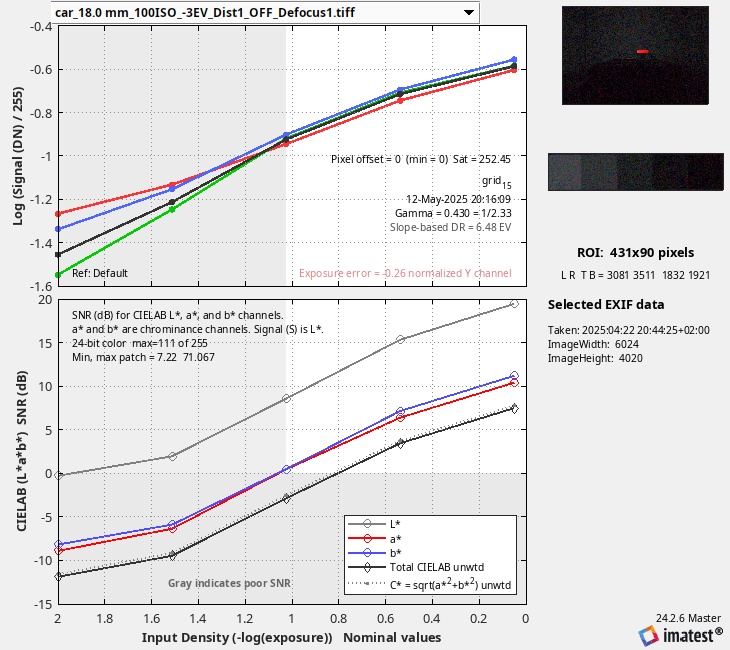 car_18.0 mm_100ISO_-3EV_Dist1_OFF_Defocus1.tiff
-0.4
-0.6
-0.8
-1
-1.2
-1.4
-1.6
Log (Signal (DN) / 255)
Pixel offset = 0 (min = 0) Sat = 252.45
grid15
12-May-2025 20:16:09
Gamma = 0.430 = 1/2.33
Slope-based DR = 6.48 EV
Ref: Default
Exposure error = -0.26 normalized Y channel
20
15
10
5
0
-5
-10
-15
CIELAB (L*a*b*) SNR (dB)
SNR (dB) for CIELAB L*, a*, and b* channels.
a* and b* are chrominance channels. Signal (S) is L*.
24-bit color max=111 of 255
Min, max patch = 7.22 71.067
L*
a*
b*
Total CIELAB unwtd
C* = sqrt(a*2+b*2) unwtd
Gray indicates poor SNR
2 1.8 1.6 1.4 1.2 1 0.8 0.6 0.4 0.2 0
Input Density (-log(exposure)) Nominal values
ROI: 431x90 pixels
L R T B = 3081 3511 1832 1921
Selected EXIF data
Taken: 2025:04:22 20:44:25+02:00
ImageWidth: 6024
ImageHeight: 4020
24.2.6 Master
imatest®